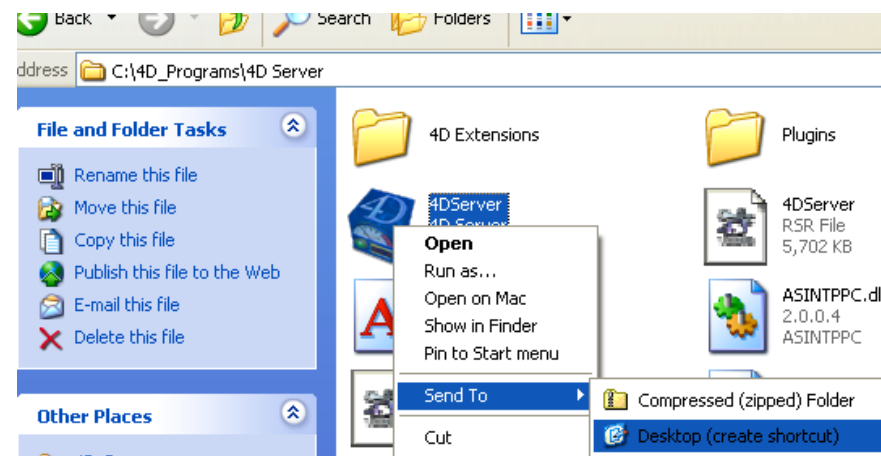 Back
Search
Folders
ddress C:\4D_Programs\4D Server
File and Folder Tasks
Rename this file
Move this file
Copy this file
Publish this file to the Web
E-mail this file
Delete this file
Other Places
4D Extensions
Plugins
4DServer
4D Server
4DServer
RSR File
5,702 KB
ASINTPPC.dl
2.0.0.4
ASINTPPC
Open
Run as...
Open on Mac
Show in Finder
Pin to Start menu
Send To
Cut
Compressed (zipped) Folder
Desktop (create shortcut)